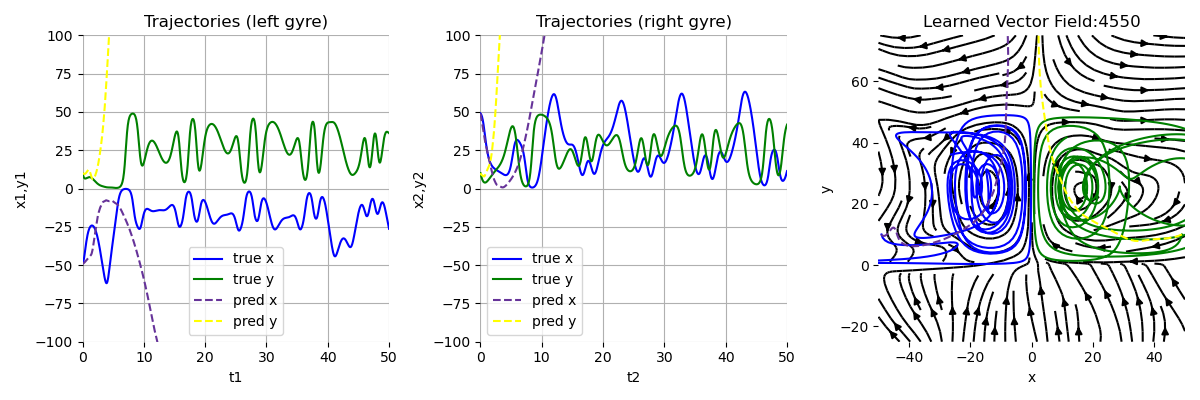 Trajectories (left gyre)
100
75
50
25
0
−25
−50
−75
−100
x1,y1
0
10
20
30
40
50
t1
true x
true y
pred x
pred y
Trajectories (right gyre)
100
75
50
25
0
−25
−50
−75
−100
x2,y2
0
10
20
30
40
50
t2
true x
true y
pred x
pred y
Learned Vector Field:4550
60
40
20
0
−20
y
−40
−20
0
20
40
x